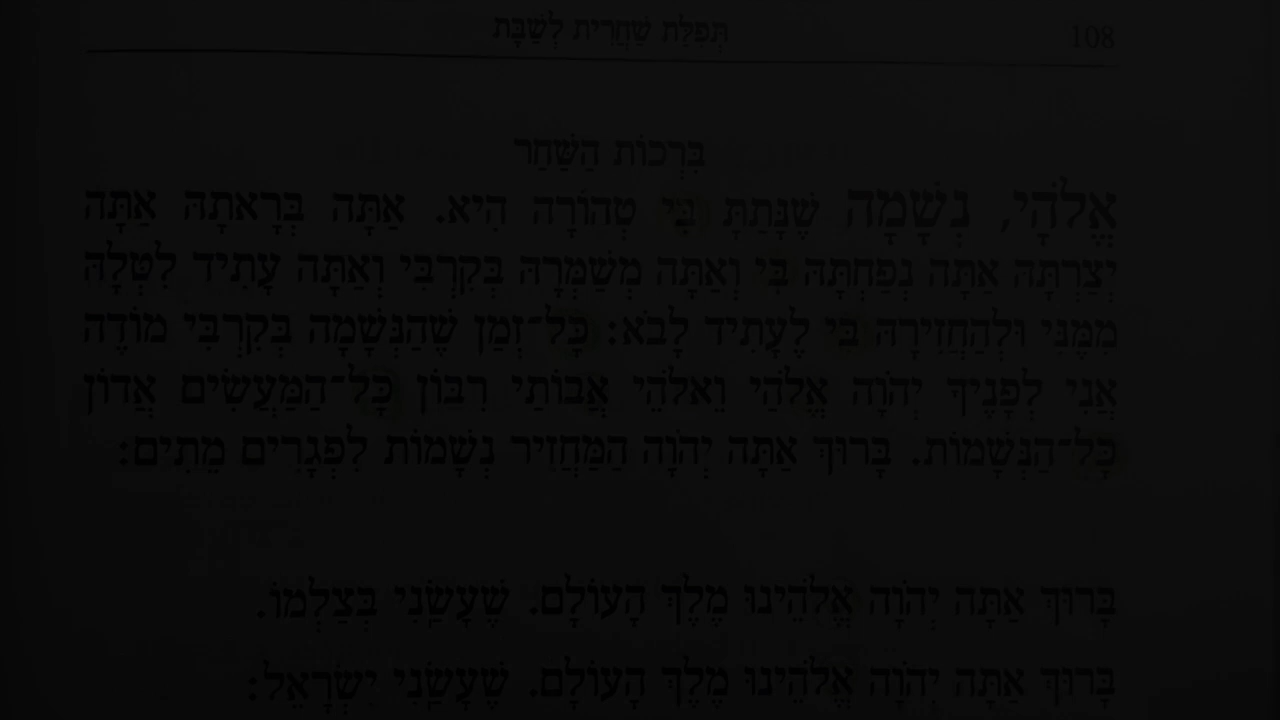 108 תְּפִלַּת שַׁחֲרִית לְשַׁבָּת
בִּרְכוֹת הַשַּׁחַר
אֱלֹהַי, נְשָׁמָה שֶׁנָּתַתָּ בִּי טְהוֹרָה הִיא. אַתָּה בְּרָאתָהּ אַתָּה
יְצַרְתָּהּ אַתָּה נְפַחְתָּהּ בִּי וְאַתָּה מְשַׁמְּרָהּ בְּקִרְבִּי וְאַתָּה עָתִיד לִטְּלָהּ
מִמֶּנִּי וּלְהַחֲזִירָהּ בִּי לֶעָתִיד לָבֹא: כׇּל־זְמַן שֶׁהַנְּשָׁמָה בְּקִרְבִּי מוֹדֶה
אֲנִי לְפָנֶיךָ יְהֹוָה אֱלֹהַי וֵאלֹהֵי אֲבוֹתַי רִבּוֹן כׇּל־הַמַּעֲשִׂים אֲדוֹן
כׇּל־הַנְּשָׁמוֹת. בָּרוּךְ אַתָּה יְהֹוָה הַמַּחֲזִיר נְשָׁמוֹת לִפְגָרִים מֵתִים:
בָּרוּךְ אַתָּה יְהֹוָה אֱלֹהֵינוּ מֶלֶךְ הָעוֹלָם. שֶׁעָשַׂנִי בְּצַלְמוֹ.
בָּרוּךְ אַתָּה יְהֹוָה אֱלֹהֵינוּ מֶלֶךְ הָעוֹלָם. שֶׁעָשַׂנִי יִשְׂרָאֵל: